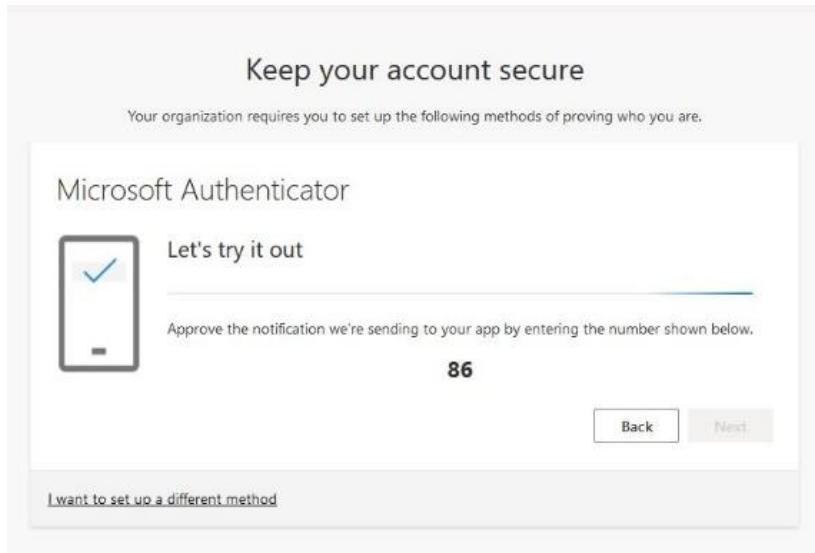 Keep your account secure
Your organization requires you to set up the following methods of proving who you are.
Microsoft Authenticator
Let's try it out
Approve the notification we're sending to your app by entering the number shown below.
86
Back
Next
I want to set up a different method